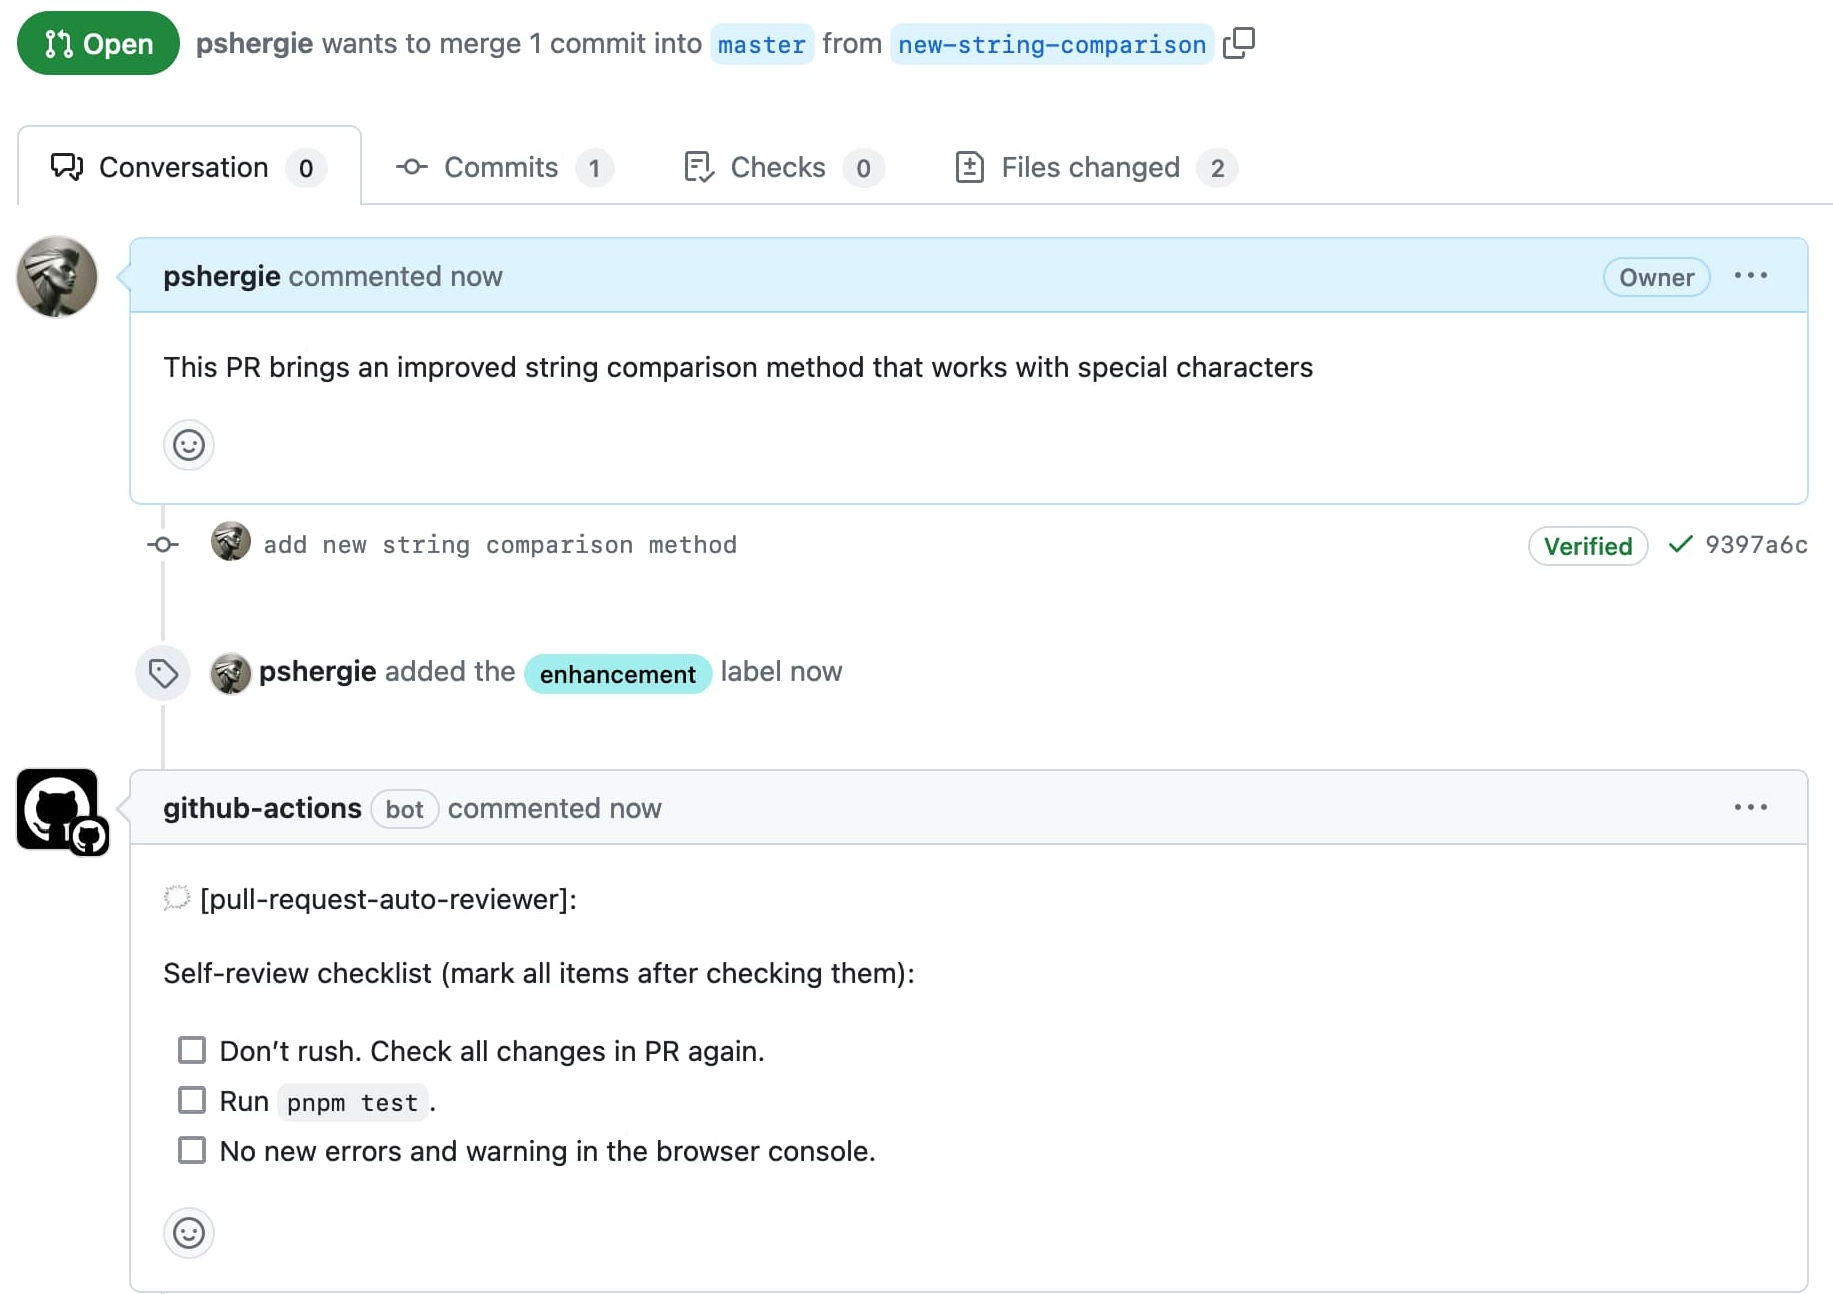 Open pshergie wants to merge 1 commit into master from new-string-comparison
Conversation 0 Commits 1 Checks 0 Files changed 2
pshergie commented now Owner
This PR brings an improved string comparison method that works with special characters
add new string comparison method Verified 9397a6c
pshergie added the enhancement label now
github-actions bot commented now
[pull-request-auto-reviewer]:
Self-review checklist (mark all items after checking them):
Don’t rush. Check all changes in PR again.
Run pnpm test.
No new errors and warning in the browser console.